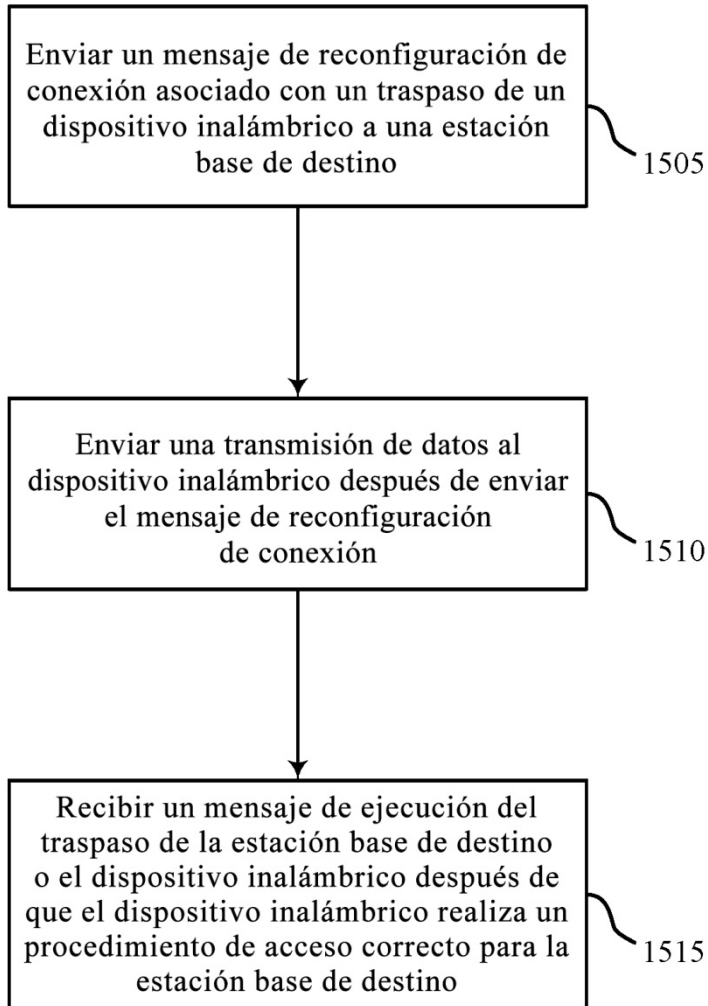 Enviar un mensaje de reconfiguración de
conexión asociado con un traspaso de un
dispositivo inalámbrico a una estación
base de destino
1505
Enviar una transmisión de datos al
dispositivo inalámbrico después de enviar
el mensaje de reconfiguración
de conexión
1510
Recibir un mensaje de ejecución del
traspaso de la estación base de destino
o el dispositivo inalámbrico después de
que el dispositivo inalámbrico realiza un
procedimiento de acceso correcto para la
estación base de destino
1515